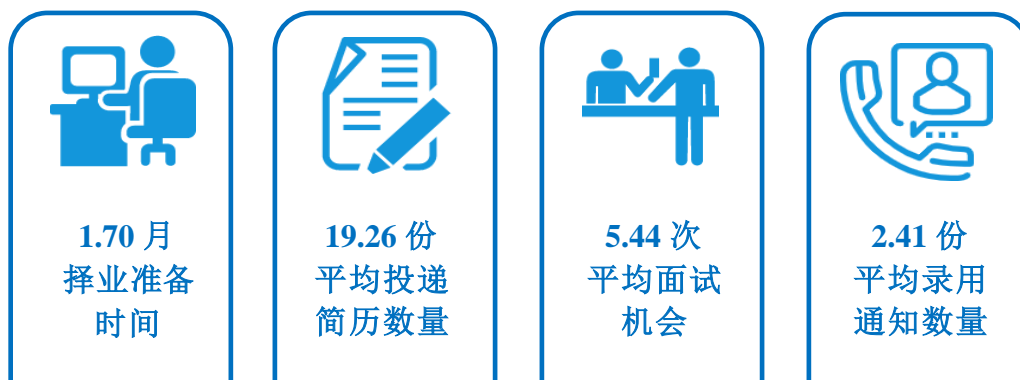 1.70 月
择业准备
时间
19.26 份
平均投递
简历数量
5.44 次
平均面试
机会
2.41 份
平均录用
通知数量